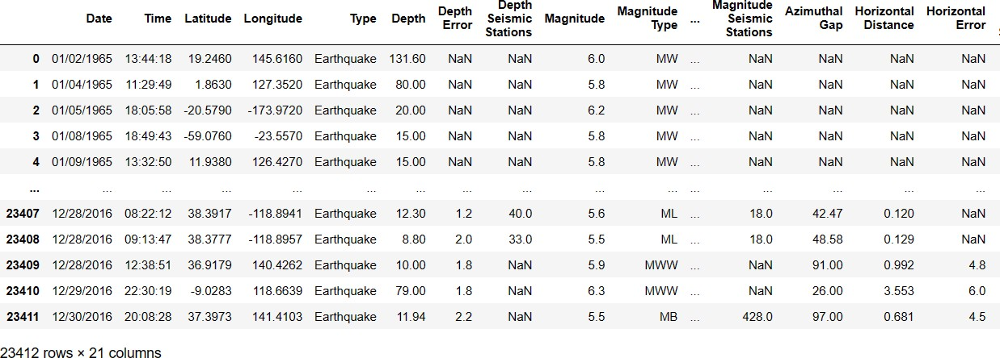 Date Time Latitude Longitude Type Depth Depth Error Depth Seismic Stations Magnitude Magnitude Type ... Magnitude Seismic Stations Azimuthal Gap Horizontal Distance Horizontal Error
0 01/02/1965 13:44:18 19.2460 145.6160 Earthquake 131.60 NaN NaN 6.0 MW ... NaN NaN NaN NaN
1 01/04/1965 11:29:49 1.8630 127.3520 Earthquake 80.00 NaN NaN 5.8 MW ... NaN NaN NaN NaN
2 01/05/1965 18:05:58 -20.5790 -173.9720 Earthquake 20.00 NaN NaN 6.2 MW ... NaN NaN NaN NaN
3 01/08/1965 18:49:43 -59.0760 -23.5570 Earthquake 15.00 NaN NaN 5.8 MW ... NaN NaN NaN NaN
4 01/09/1965 13:32:50 11.9380 126.4270 Earthquake 15.00 NaN NaN 5.8 MW ... NaN NaN NaN NaN
... ... ... ... ... ... ... ... ... ... ... ... ... ... ... ...
23407 12/28/2016 08:22:12 38.3917 -118.8941 Earthquake 12.30 1.2 40.0 5.6 ML ... 18.0 42.47 0.120 NaN
23408 12/28/2016 09:13:47 38.3777 -118.8957 Earthquake 8.80 2.0 33.0 5.5 ML ... 18.0 48.58 0.129 NaN
23409 12/28/2016 12:38:51 36.9179 140.4262 Earthquake 10.00 1.8 NaN 5.9 MWW ... NaN 91.00 0.992 4.8
23410 12/29/2016 22:30:19 -9.0283 118.6639 Earthquake 79.00 1.8 NaN 6.3 MWW ... NaN 26.00 3.553 6.0
23411 12/30/2016 20:08:28 37.3973 141.4103 Earthquake 11.94 2.2 NaN 5.5 MB ... 428.0 97.00 0.681 4.5
23412 rows × 21 columns